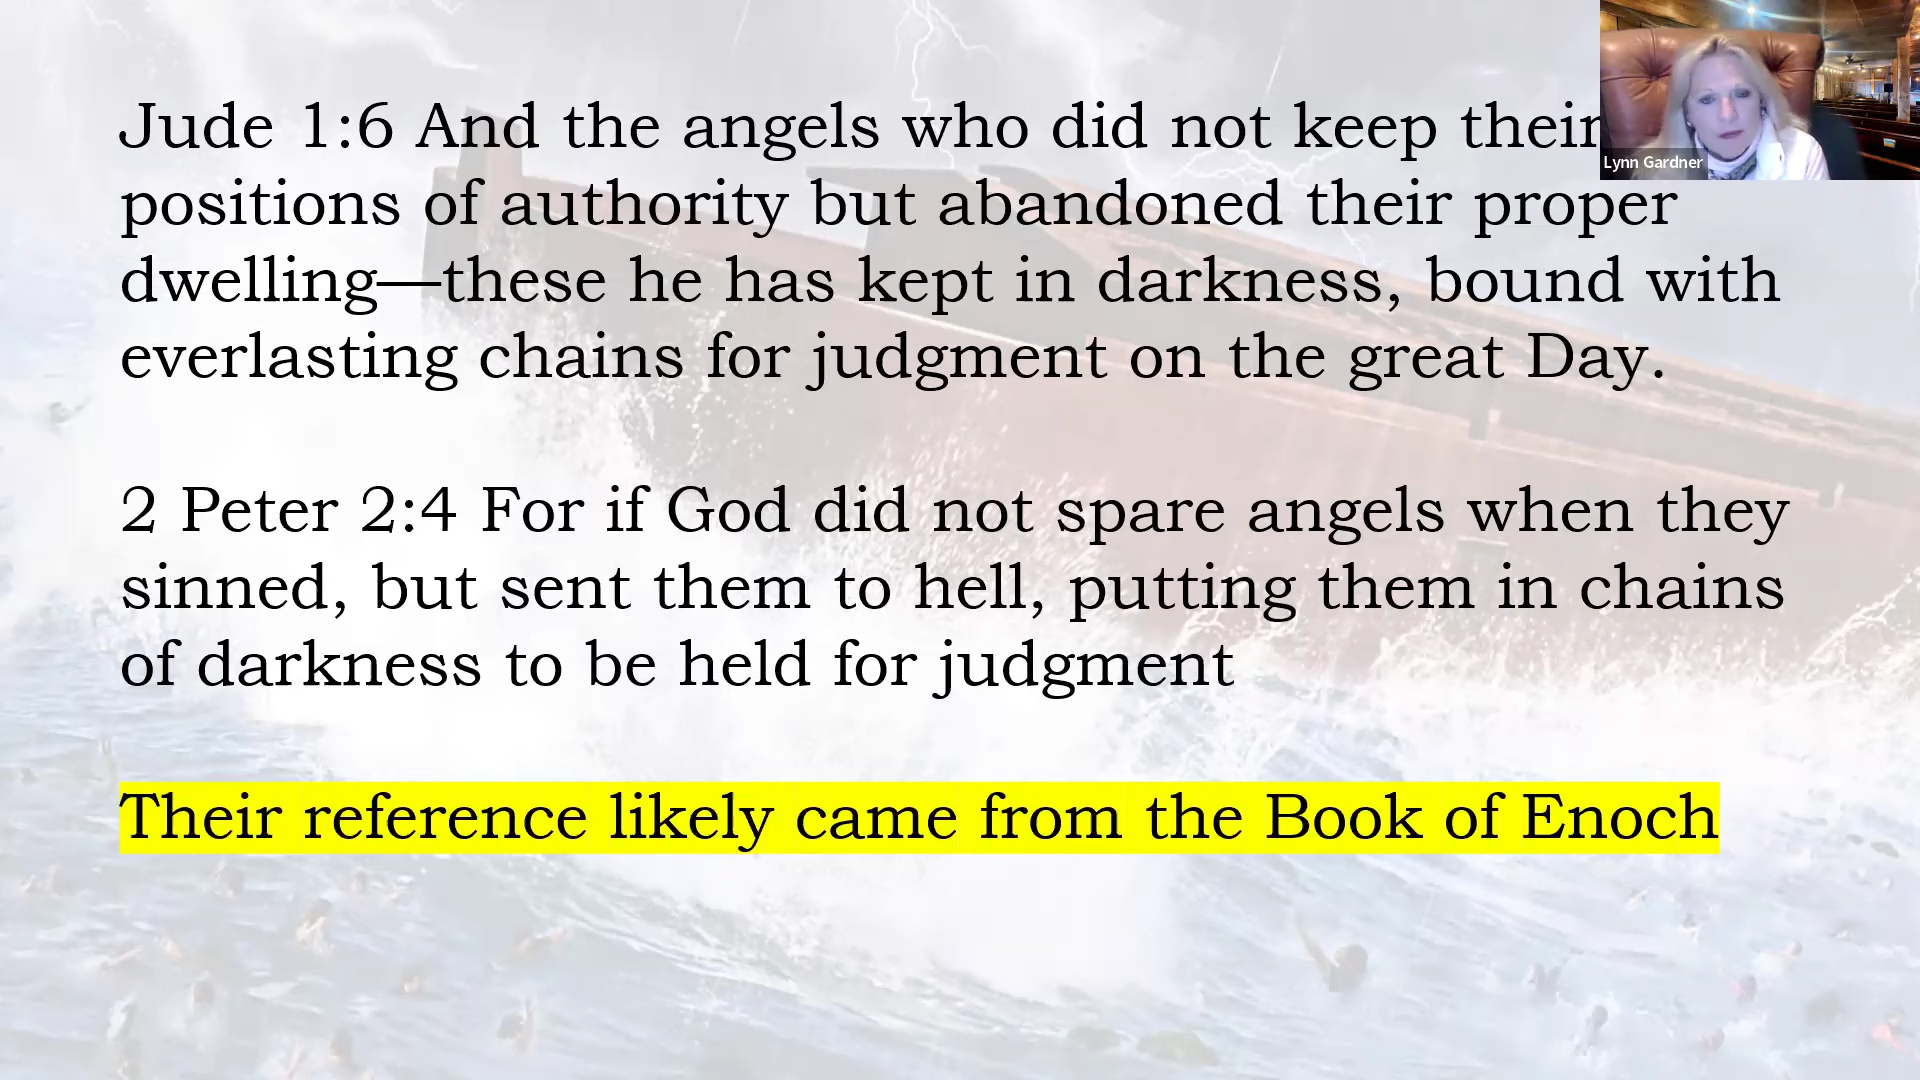 Jude 1:6 And the angels who did not keep their
positions of authority but abandoned their proper
dwelling—these he has kept in darkness, bound with
everlasting chains for judgment on the great Day.
2 Peter 2:4 For if God did not spare angels when they
sinned, but sent them to hell, putting them in chains
of darkness to be held for judgment
Their reference likely came from the Book of Enoch
Lynn Gardner